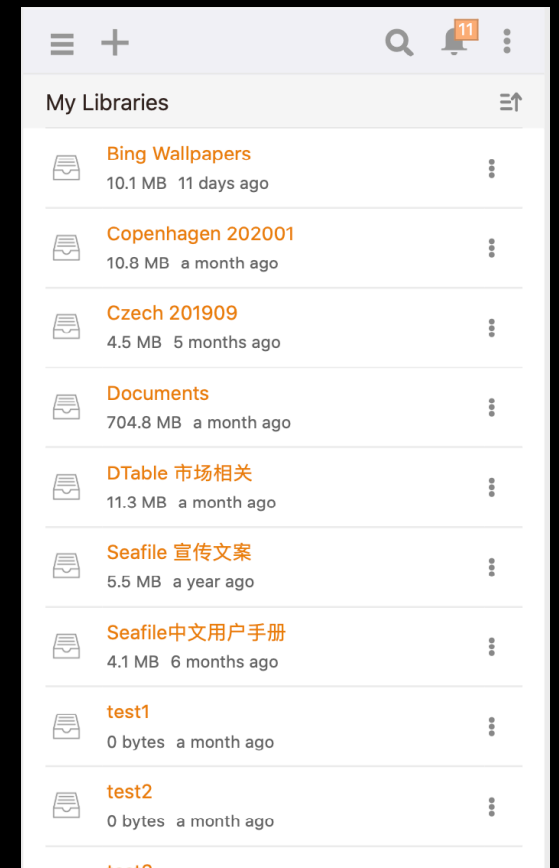 11
My Libraries
Bing Wallpapers
10.1 MB 11 days ago
Copenhagen 202001
10.8 MB a month ago
Czech 201909
4.5 MB 5 months ago
Documents
704.8 MB a month ago
DTable 市场相关
11.3 MB a month ago
Seafile 宣传文案
5.5 MB a year ago
Seafile中文用户手册
4.1 MB 6 months ago
test1
0 bytes a month ago
test2
0 bytes a month ago